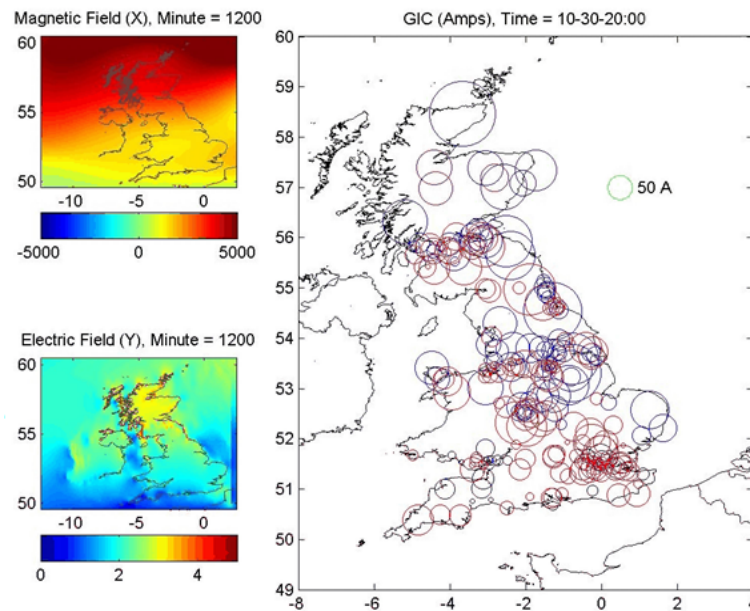 Magnetic Field (X), Minute = 1200
60
55
50
-10 -5 0
-5000 0 5000
Electric Field (Y), Minute = 1200
60
55
50
-10 -5 0
0 2 4
GIC (Amps), Time = 10-30-20:00
60
59
58
57
56
55
54
53
52
51
50
49
-8 -6 -4 -2 0 2 4
50 A